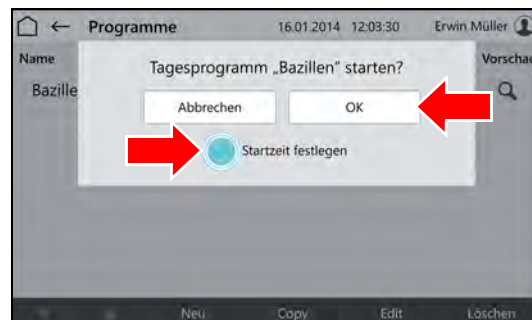 Programme 16.01.2014 12:03:30 Erwin Müller
Name Vorschau
Tagesprogramm „Bazillen" starten?
Bazille
Abbrechen OK
Startzeit festlegen
Neu Copy Edit Löschen